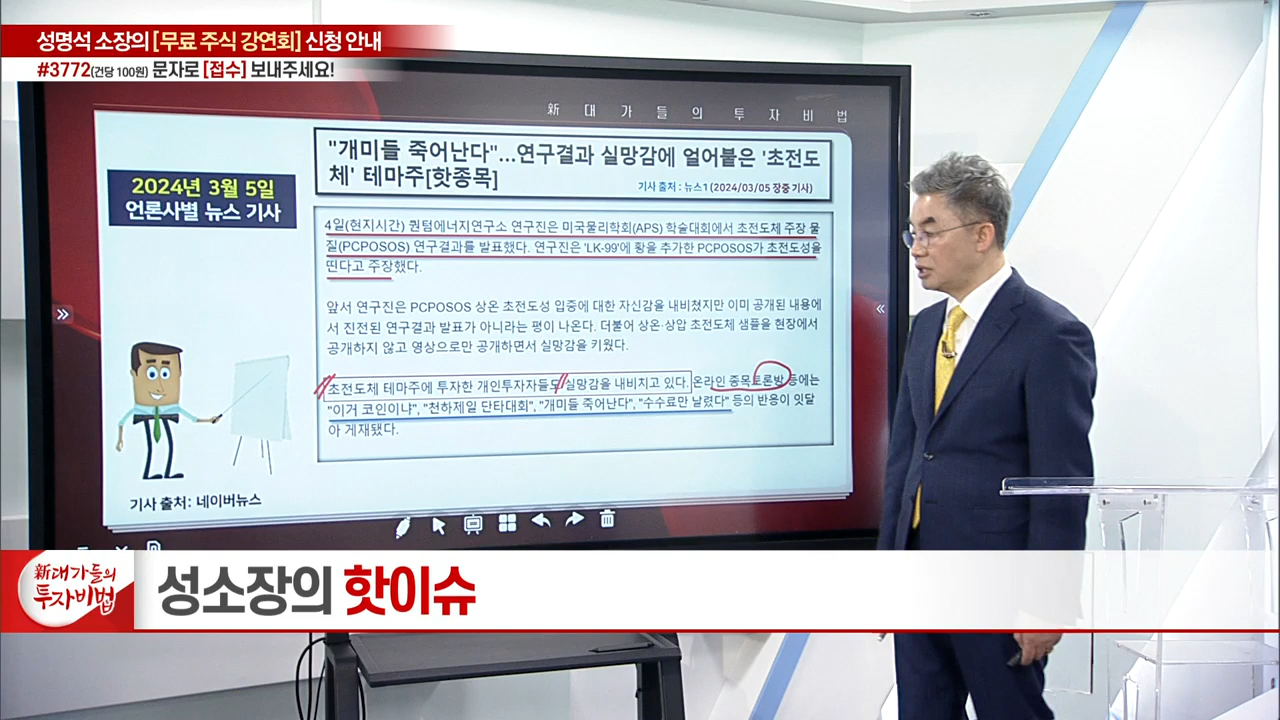 성명석 소장의 [무료 주식 강연회] 신청 안내
#3772(건당 100원) 문자로 [접수] 보내주세요!
新 대 가 들 의 투 자 비 법
"개미들 죽어난다"...연구결과 실망감에 얼어붙은 '초전도
체' 테마주[핫종목]
기사 출처 : 뉴스1 (2024/03/05 장중 기사)
2024년 3월 5일
언론사별 뉴스 기사
4일(현지시간) 퀀텀에너지연구소 연구진은 미국물리학회(APS) 학술대회에서 초전도체 주장 물
질(PCPOSOS) 연구결과를 발표했다. 연구진은 'LK-99'에 황을 추가한 PCPOSOS가 초전도성을
띤다고 주장했다.
앞서 연구진은 PCPOSOS 상온 초전도성 입증에 대한 자신감을 내비쳤지만 이미 공개된 내용에
서 진전된 연구결과 발표가 아니라는 평이 나온다. 더불어 상온·상압 초전도체 샘플을 현장에서
공개하지 않고 영상으로만 공개하면서 실망감을 키웠다.
초전도체 테마주에 투자한 개인투자자들도 실망감을 내비치고 있다. 온라인 종목토론방 등에는
"이거 코인이냐", "천하제일 단타대회", "개미들 죽어난다", "수수료만 날렸다" 등의 반응이 잇달
아 게재됐다.
기사 출처: 네이버뉴스
新대가들의
투자비법
성소장의 핫이슈